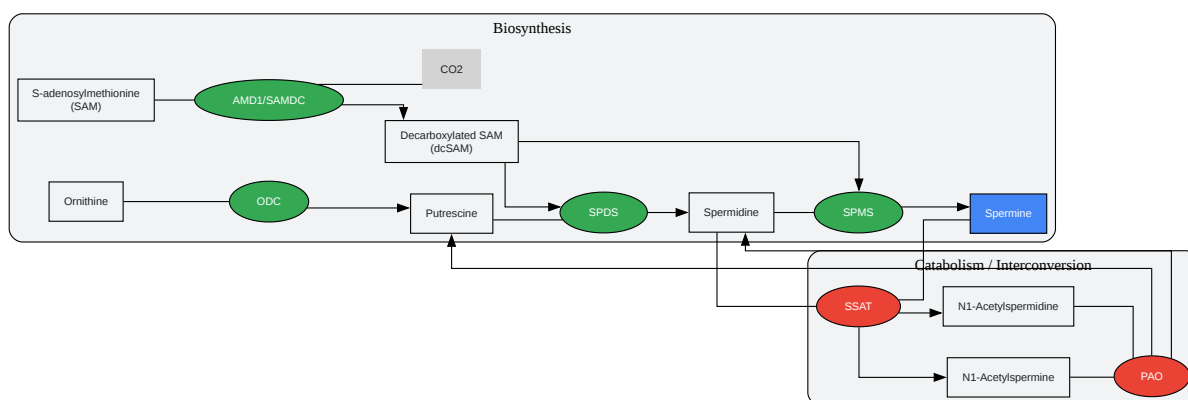 Biosynthesis
CO2
S-adenosylmethionine
(SAM)
AMD1/SAMDC
Decarboxylated SAM
(dcSAM)
Ornithine
ODC
Putrescine
SPDS
Spermidine
SPMS
Spermine
Catabolism / Interconversion
SSAT
N1-Acetylspermidine
N1-Acetylspermine
PAO